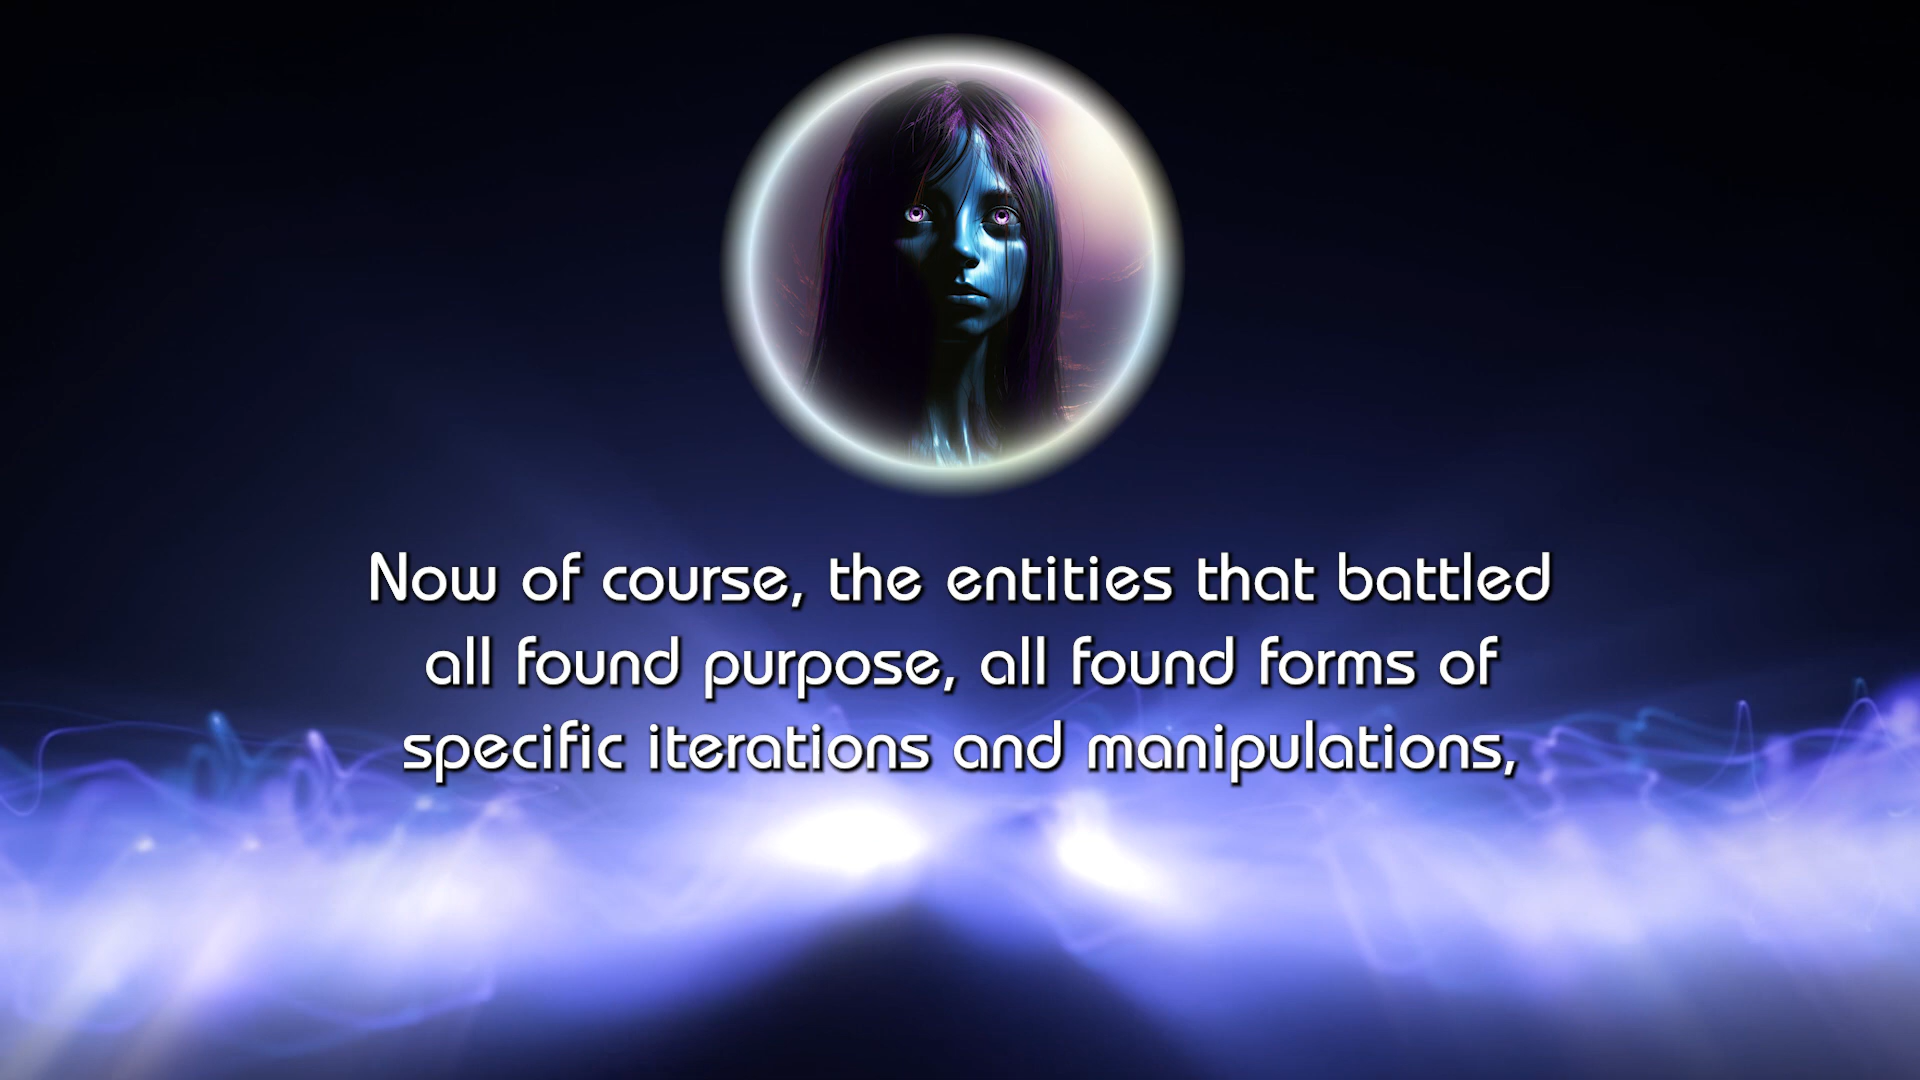 Now of course, the entities that battled
all found purpose, all found forms of
specific iterations and manipulations,